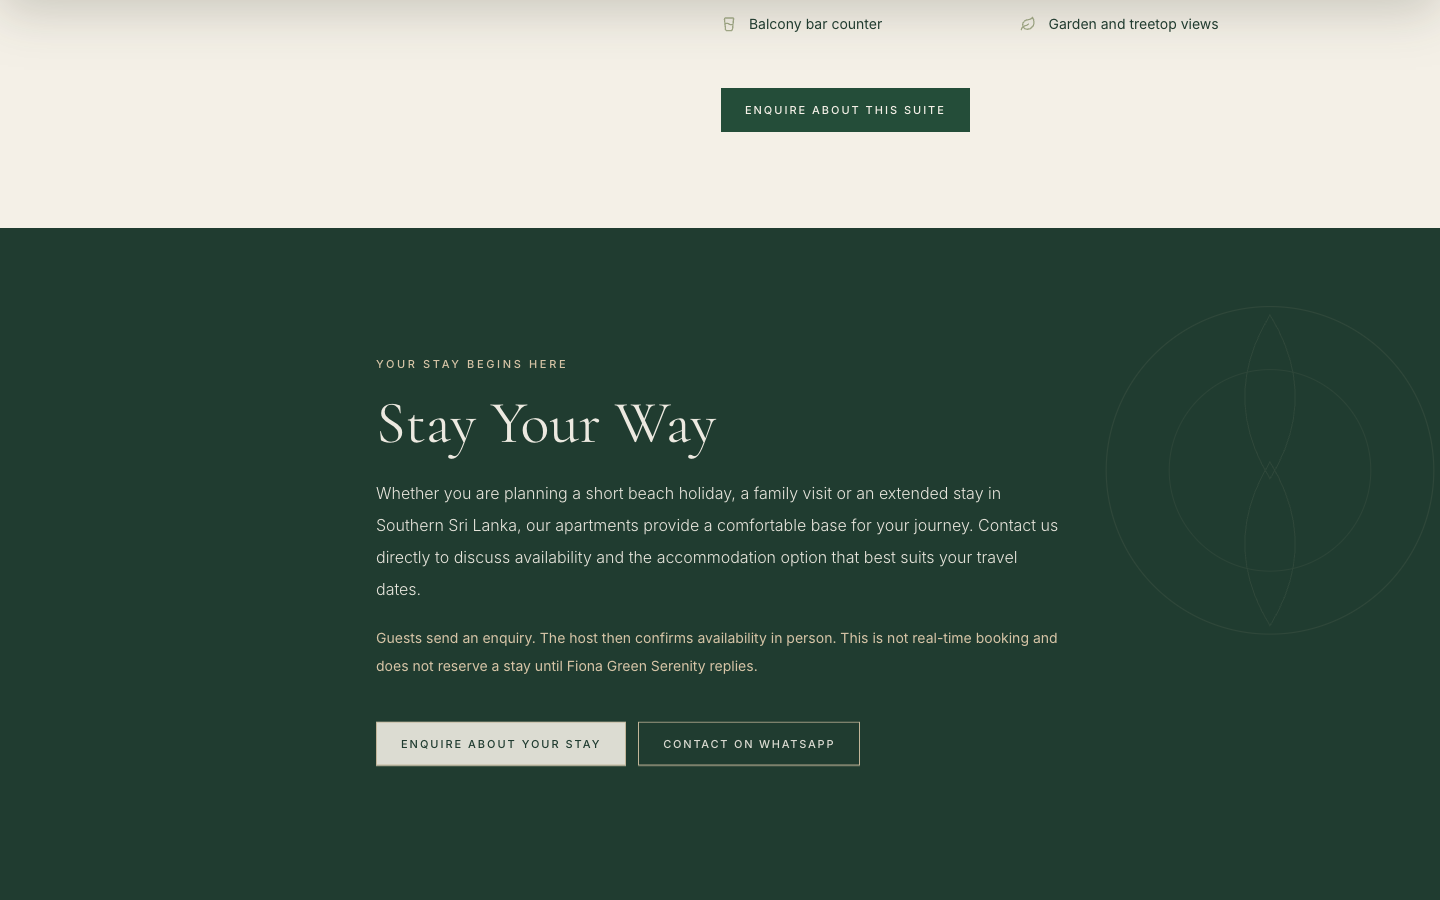 Balcony bar counter
Garden and treetop views
ENQUIRE ABOUT THIS SUITE
YOUR STAY BEGINS HERE
Stay Your Way
Whether you are planning a short beach holiday, a family visit or an extended stay in
Southern Sri Lanka, our apartments provide a comfortable base for your journey. Contact us
directly to discuss availability and the accommodation option that best suits your travel
dates.
Guests send an enquiry. The host then confirms availability in person. This is not real-time booking and
does not reserve a stay until Fiona Green Serenity replies.
ENQUIRE ABOUT YOUR STAY
CONTACT ON WHATSAPP